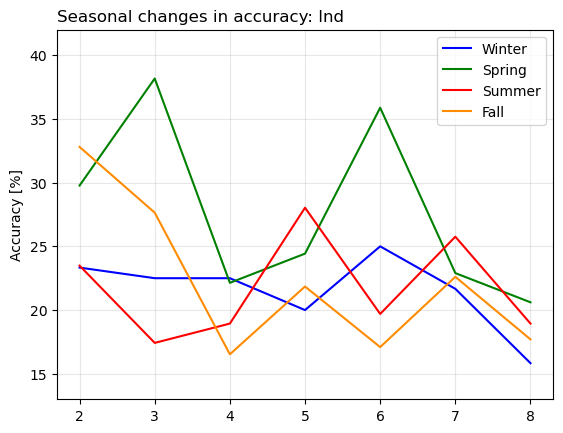 Seasonal changes in accuracy: Ind
Accuracy [%]
40
35
30
25
20
15
2 3 4 5 6 7 8
Winter
Spring
Summer
Fall